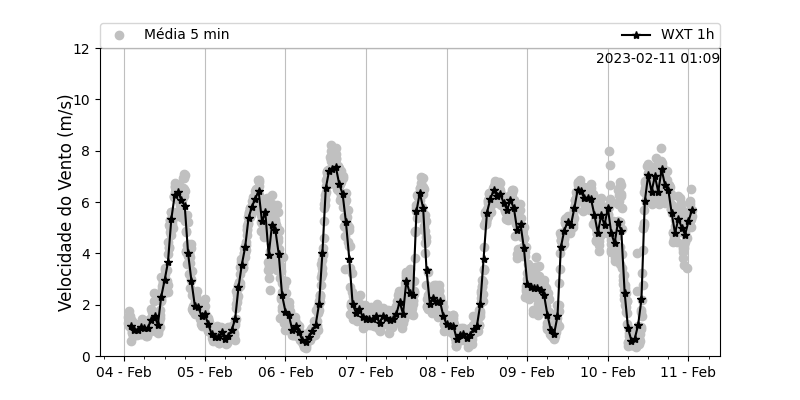 Média 5 min
WXT 1h
2023-02-11 01:09
Velocidade do Vento (m/s)
12
10
8
6
4
2
0
04 - Feb
05 - Feb
06 - Feb
07 - Feb
08 - Feb
09 - Feb
10 - Feb
11 - Feb